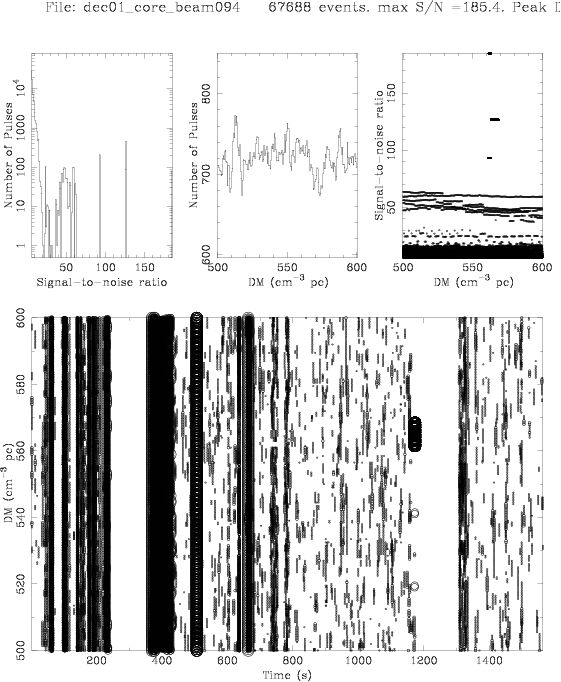 File: dec01_core_beam094 67688 events. max S/N =185.4. Peak
Number of Pulses
1 10 100 1000 10⁴
50 100 150
Signal-to-noise ratio
Number of Pulses
600 700 800
500 550 600
DM (cm⁻³ pc)
Signal-to-noise ratio
50 100 150
500 550 600
DM (cm⁻³ pc)
DM (cm⁻³ pc)
500 520 540 560 580 600
200 400 600 800 1000 1200 1400
Time (s)